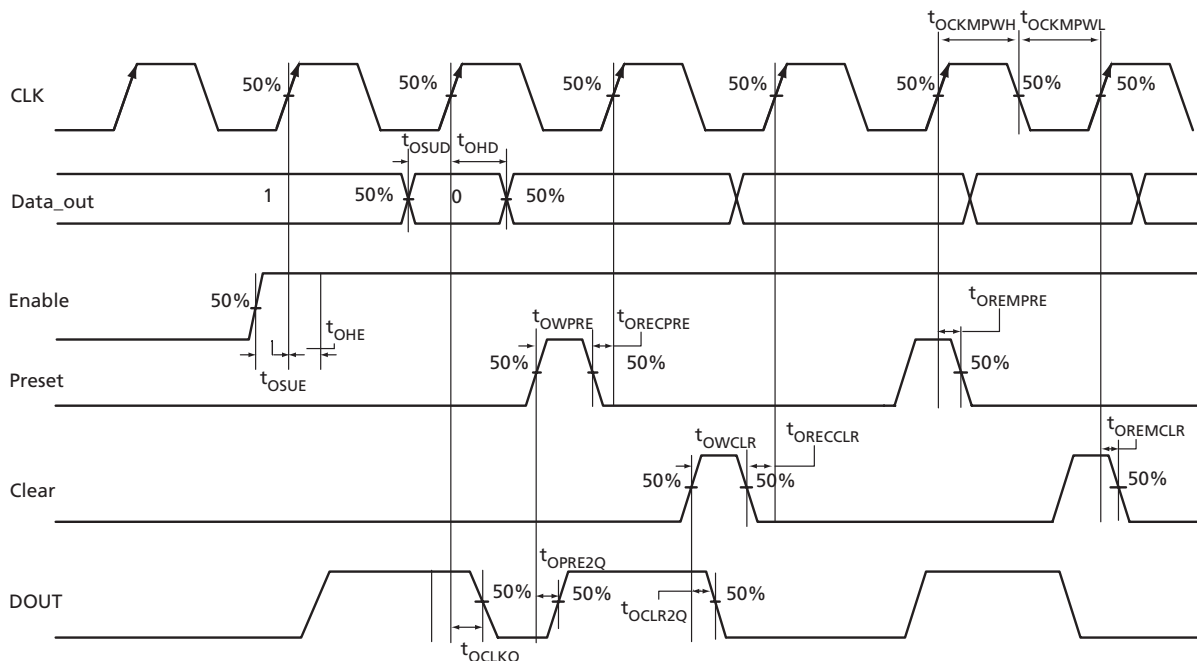 tOCKMPWH tOCKMPWL
CLK 50% 50% 50% 50% 50% 50% 50%
tOSUD tOHD
Data_out 1 50% 0 50%
Enable 50%
tOHE tOWPRE tORECPRE tOREMPRE
Preset tOSUE 50% 50% 50%
tOWCLR tORECCLR tOREMCLR
Clear 50% 50% 50%
tOPRE2Q
DOUT 50% 50% tOCLR2Q 50%
tOCLKQ